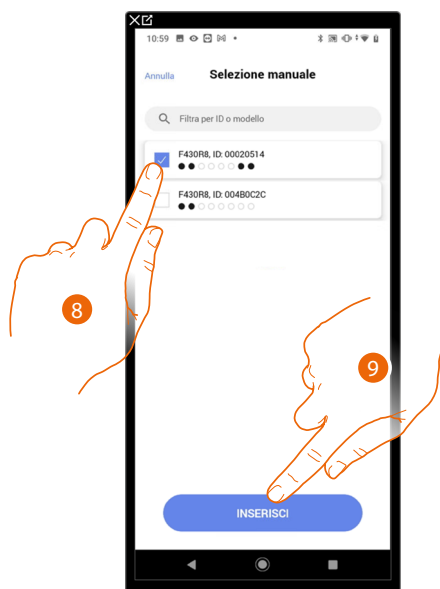 10:59
Annulla Selezione manuale
Filtra per ID o modello
F430R8, ID: 00020514
F430R8, ID: 004B0C2C
8
9
INSERISCI